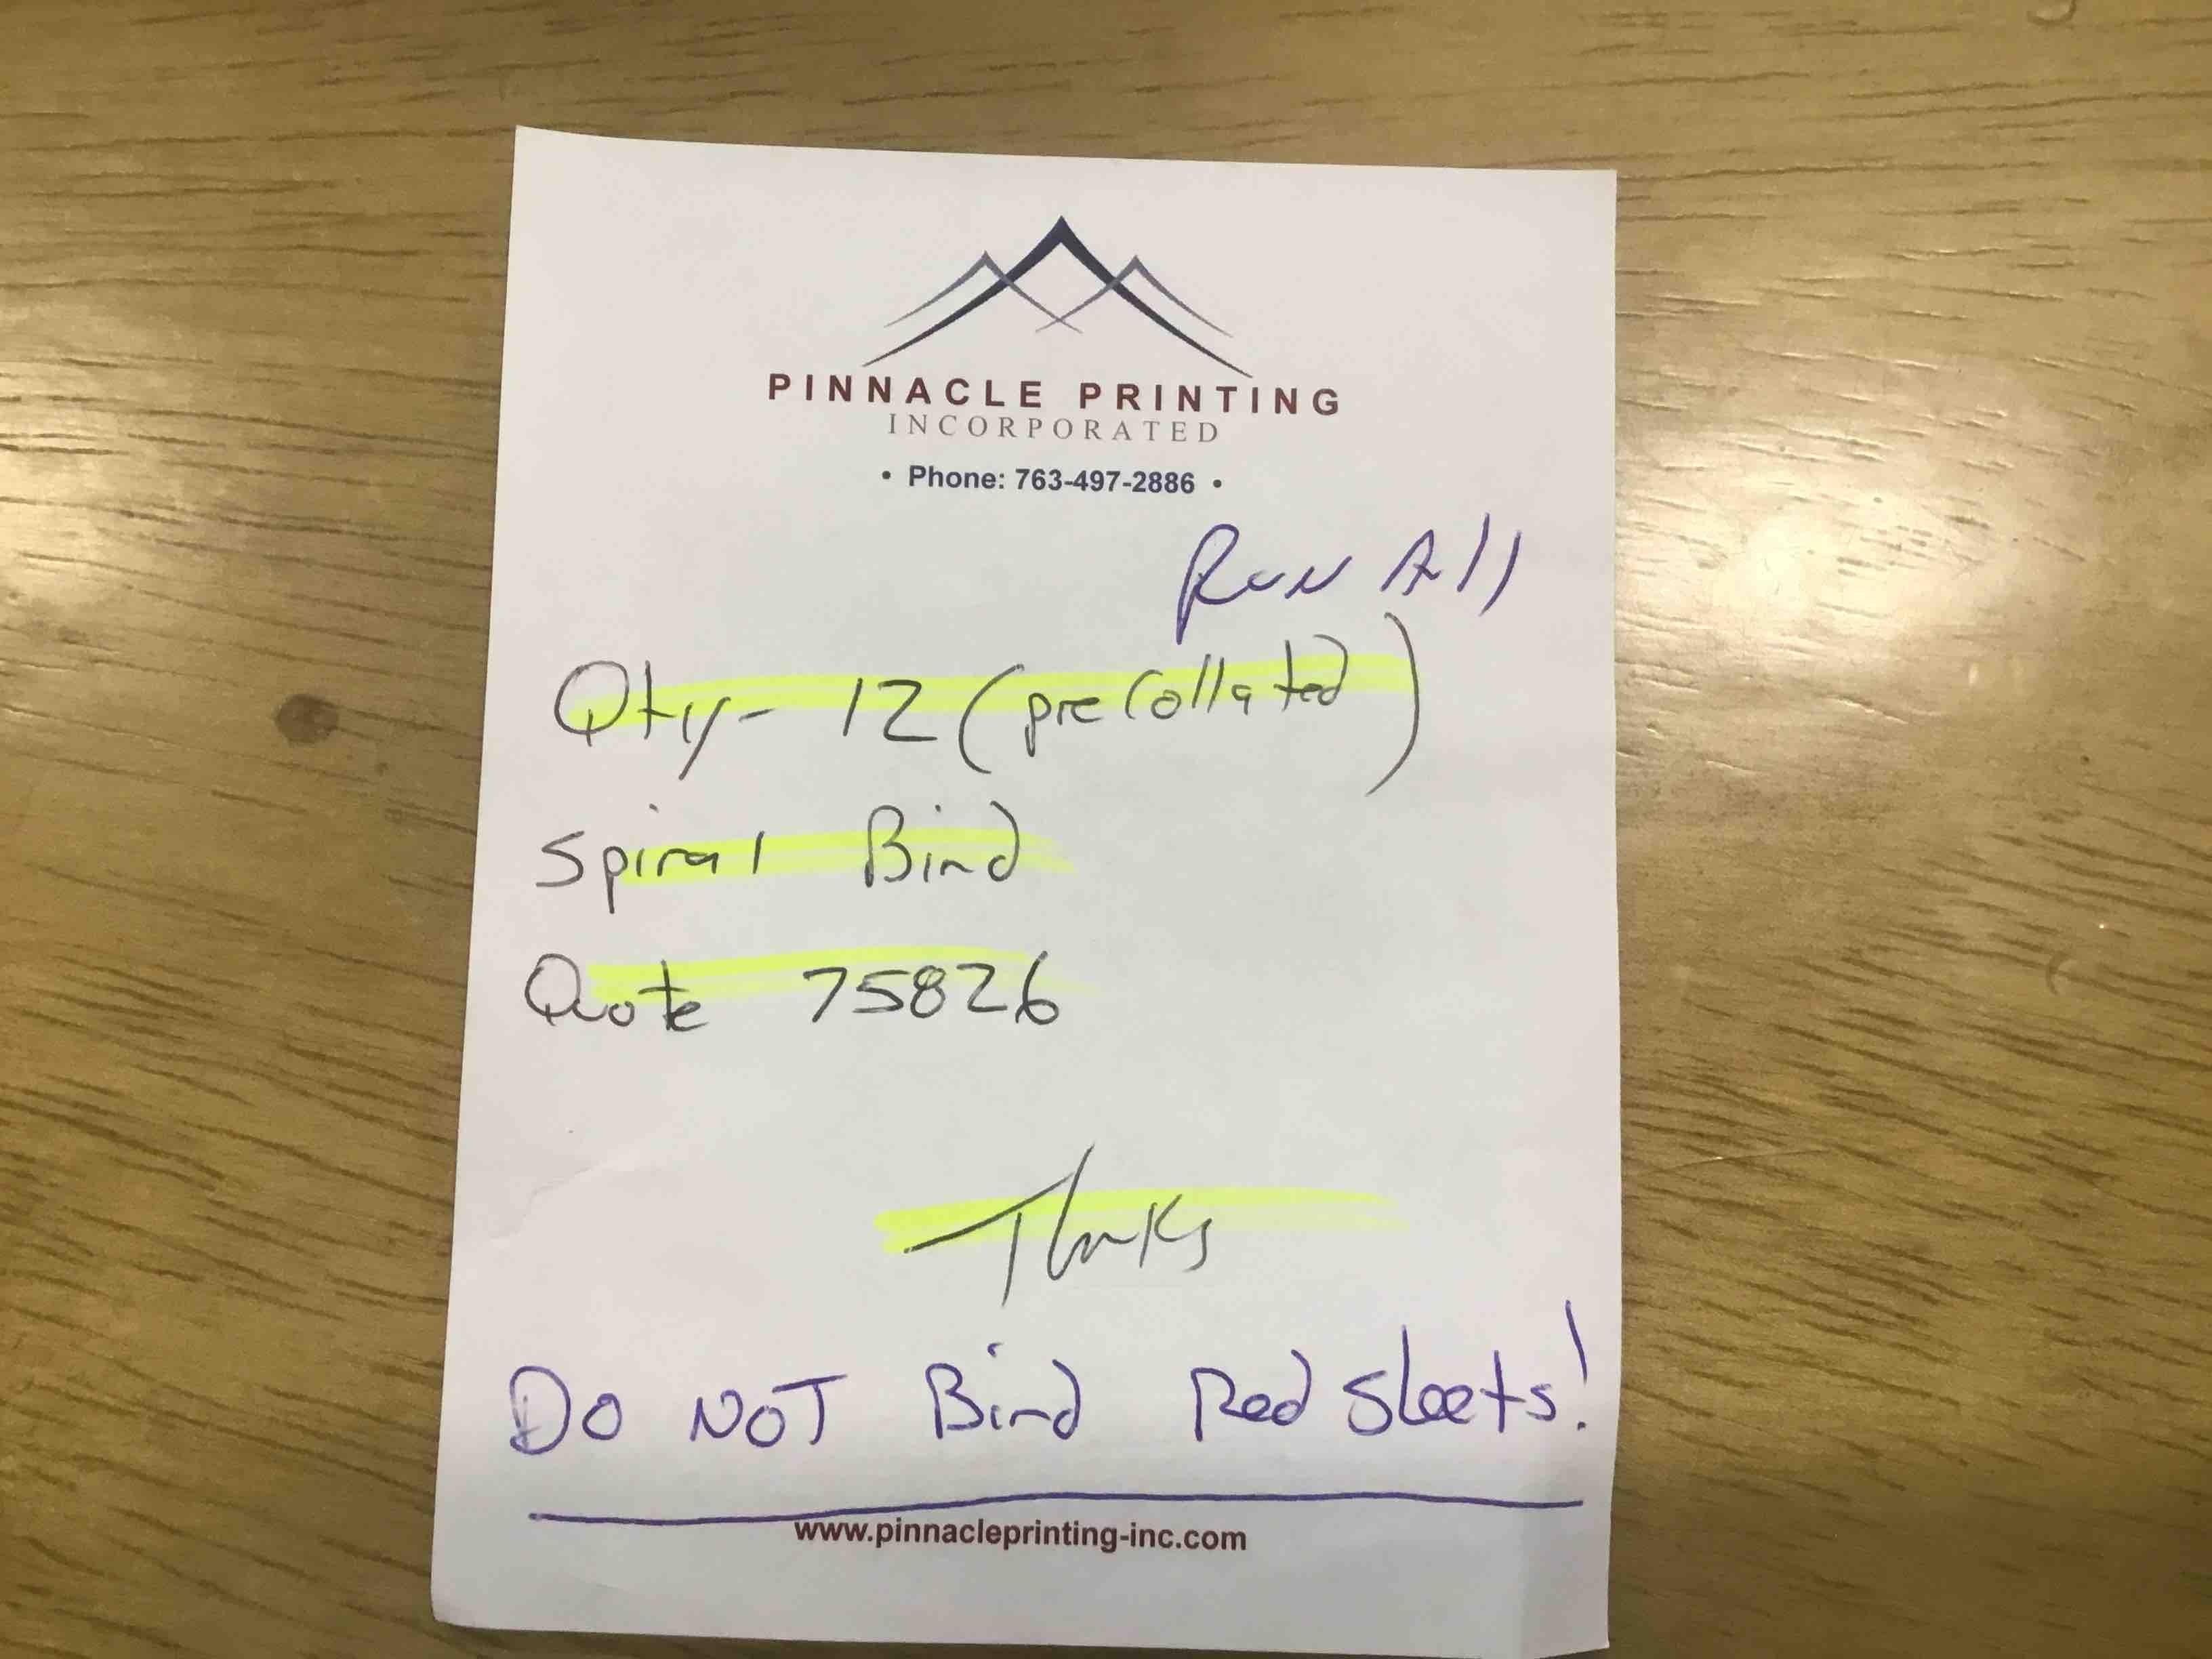 PINNACLE PRINTING
INCORPORATED
• Phone: 763-497-2886 •
Run All
Qty- 12 (precollated)
Spiral Bind
Quote 75826
Thnks
DO NOT Bind Red Sheets!
www.pinnacleprinting-inc.com